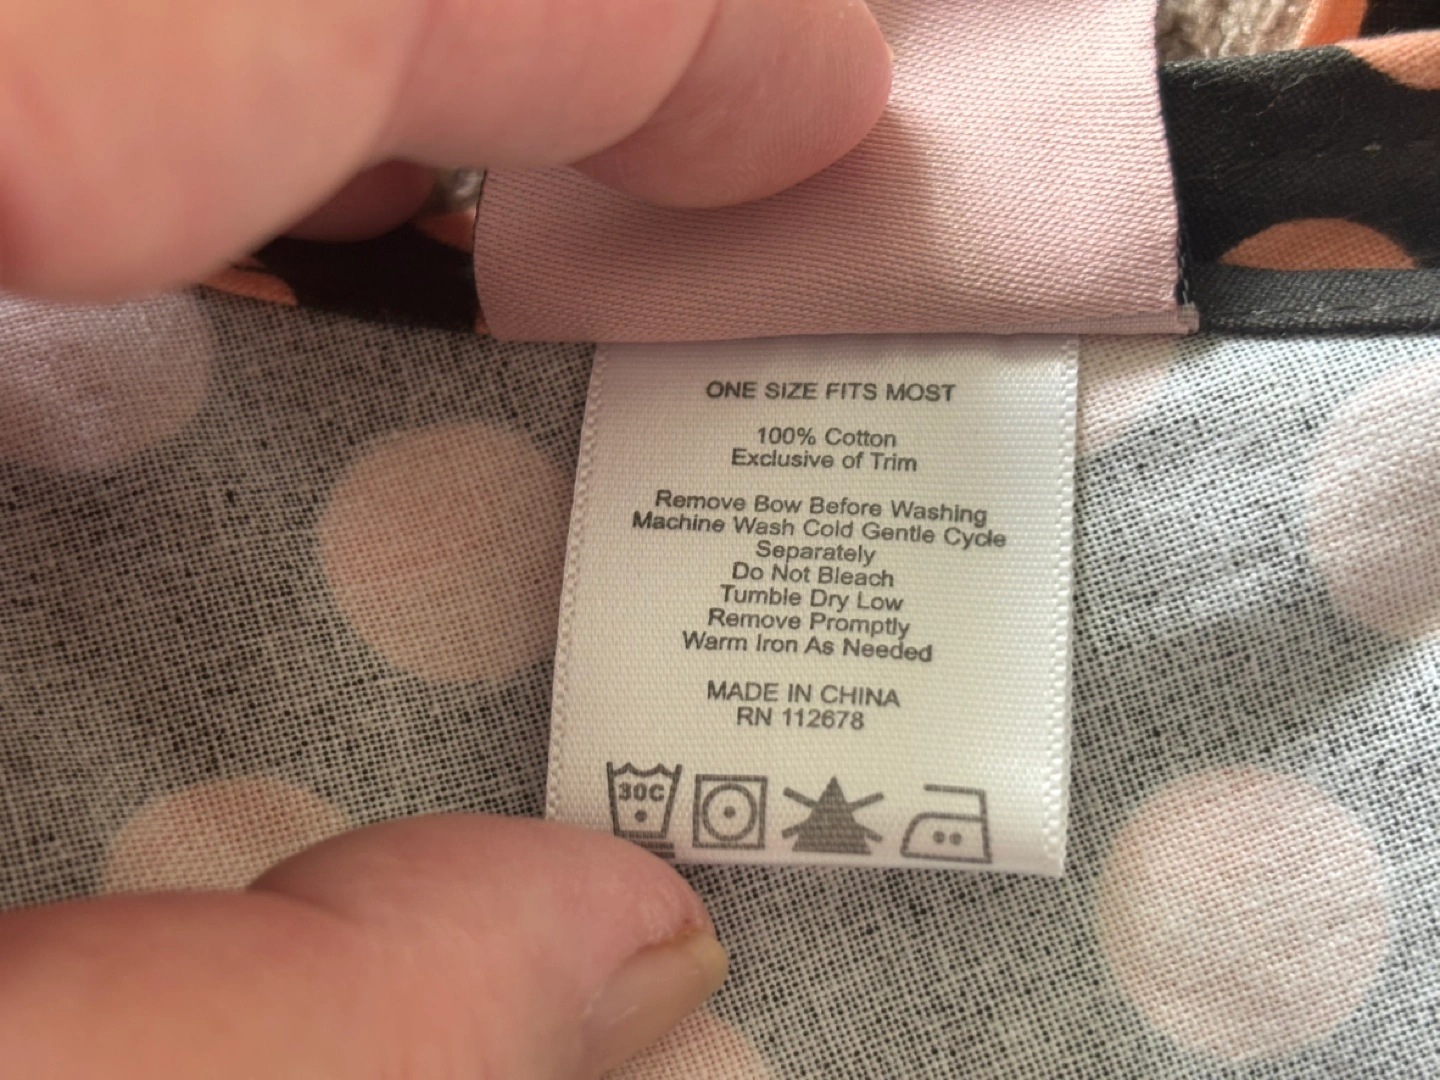 ONE SIZE FITS MOST
100% Cotton
Exclusive of Trim
Remove Bow Before Washing
Machine Wash Cold Gentle Cycle
Separately
Do Not Bleach
Tumble Dry Low
Remove Promptly
Warm Iron As Needed
MADE IN CHINA
RN 112678
30C